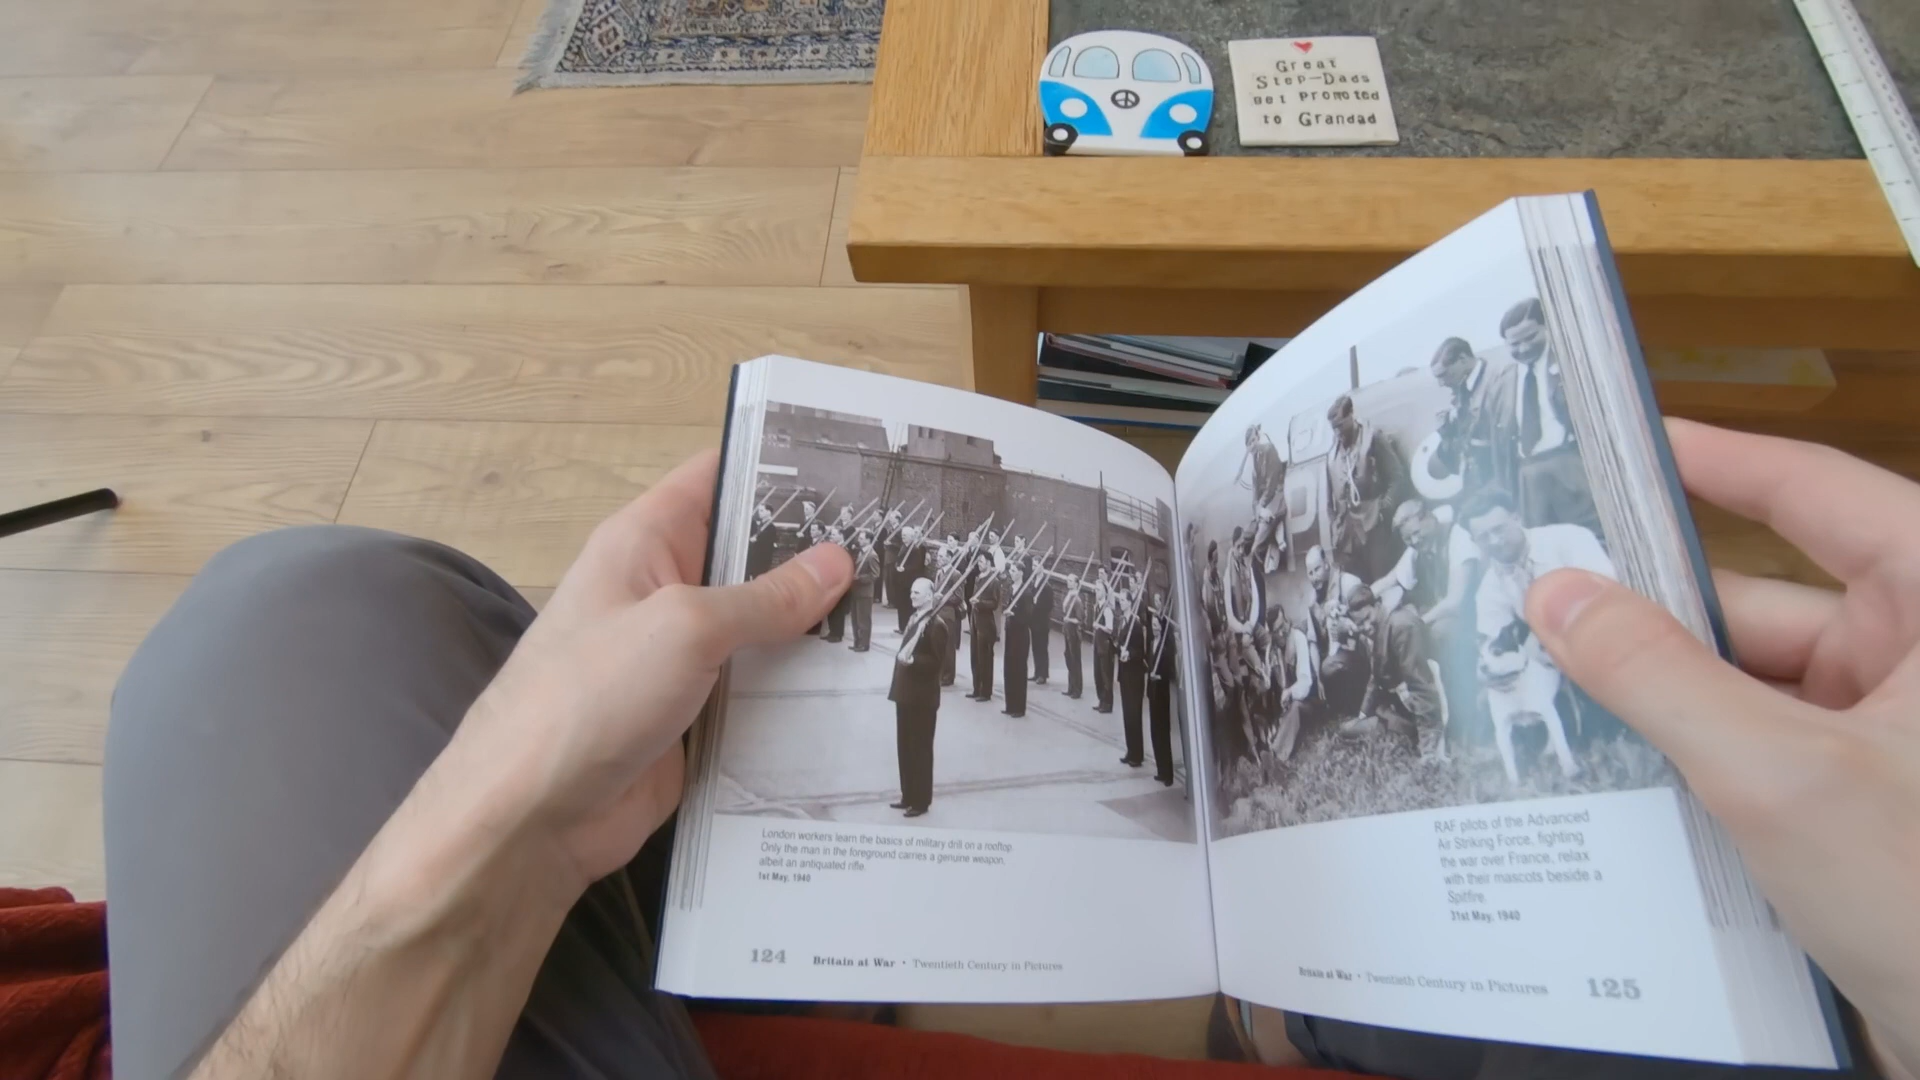 Great
Step-Dads
get promoted
to Grandad
London workers learn the basics of military drill on a rooftop.
Only the man in the foreground carries a genuine weapon,
albeit an antiquated rifle.
1st May, 1940
124 Britain at War • Twentieth Century in Pictures
RAF pilots of the Advanced
Air Striking Force, fighting
the war over France, relax
with their mascots beside a
Spitfire.
31st May, 1940
Britain at War • Twentieth Century in Pictures 125